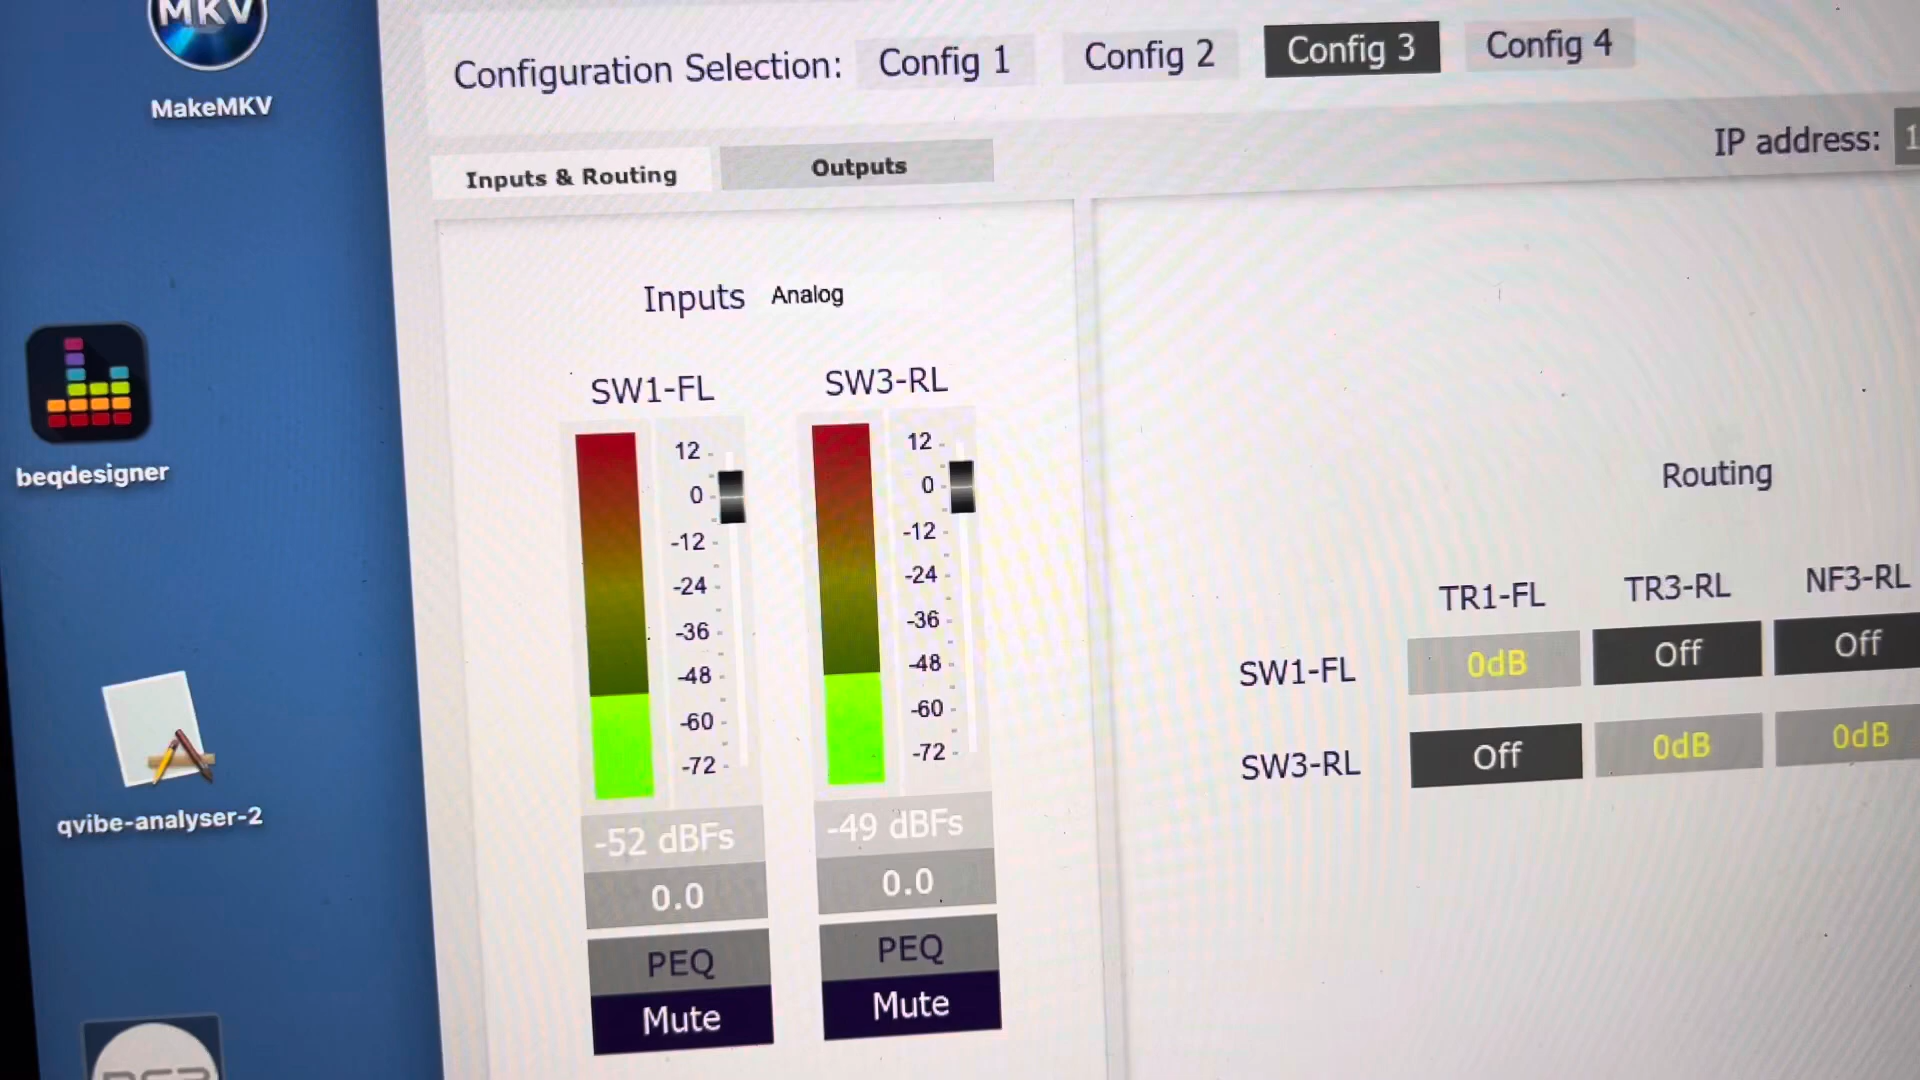 MKV
MakeMKV
Configuration Selection: Config 1 Config 2 Config 3 Config 4
IP address: 1
Inputs & Routing Outputs
Inputs Analog
SW1-FL SW3-RL
12
0
-12
-24
-36
-48
-60
-72
12
0
-12
-24
-36
-48
-60
-72
-52 dBFs -49 dBFs
0.0 0.0
PEQ PEQ
Mute Mute
Routing
TR1-FL TR3-RL NF3-RL
SW1-FL 0dB Off Off
SW3-RL Off 0dB 0dB
beqdesigner
qvibe-analyser-2